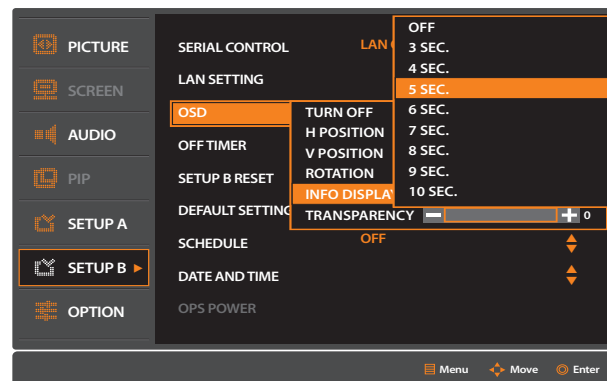 PICTURE
SCREEN
AUDIO
PIP
SETUP A
SETUP B
OPTION
SERIAL CONTROL LAN
LAN SETTING
OSD
OFF TIMER
SETUP B RESET
DEFAULT SETTING
SCHEDULE OFF
DATE AND TIME
OPS POWER
TURN OFF
H POSITION
V POSITION
ROTATION
INFO DISPLAY
TRANSPARENCY 0
OFF
3 SEC.
4 SEC.
5 SEC.
6 SEC.
7 SEC.
8 SEC.
9 SEC.
10 SEC.
Menu Move Enter